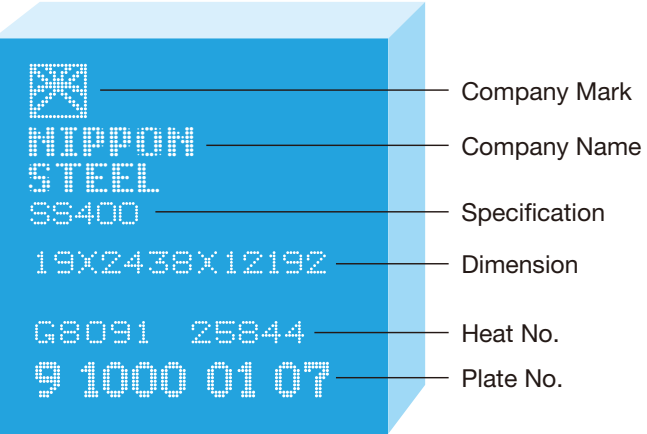 Company Mark
NIPPON
STEEL
Company Name
SS400
Specification
19X2438X12192
Dimension
G8091 25844
Heat No.
9 1000 01 07
Plate No.